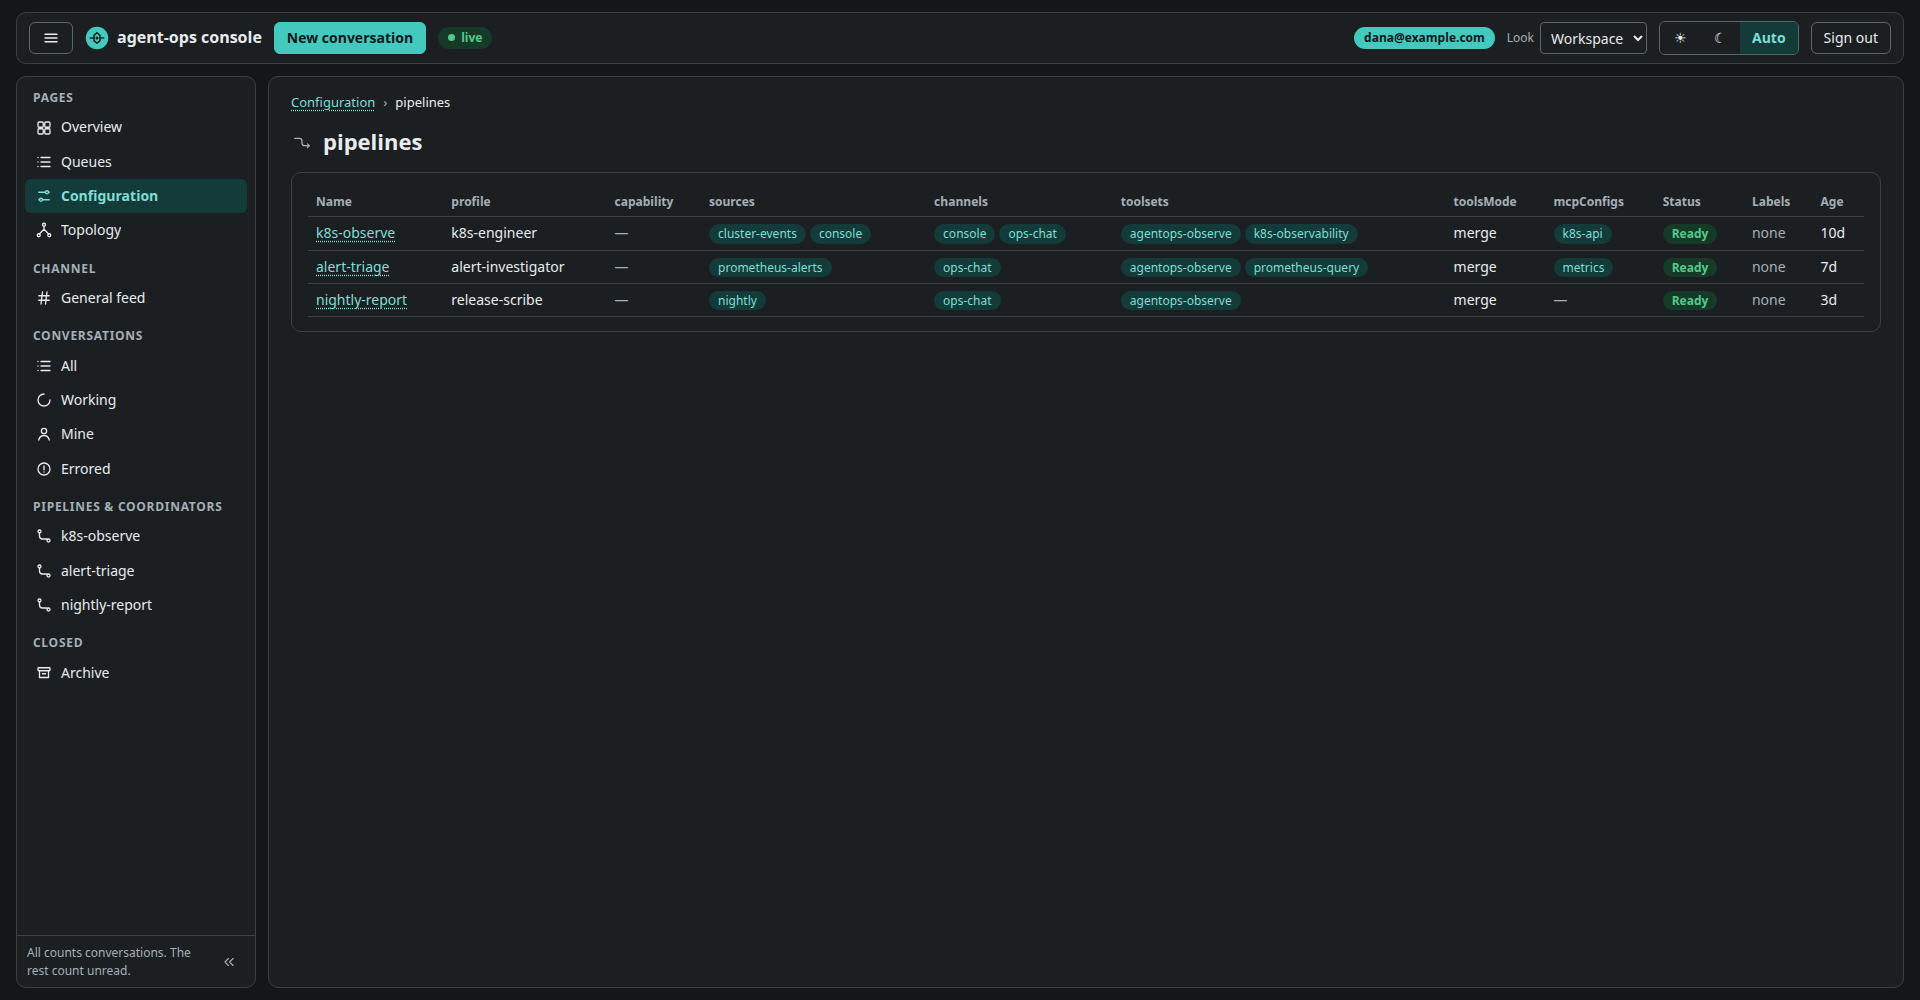 agent-ops console
New conversation
live
dana@example.com
Look
Workspace
Auto
Sign out
PAGES
Overview
Queues
Configuration
Topology
CHANNEL
General feed
CONVERSATIONS
All
Working
Mine
Errored
PIPELINES & COORDINATORS
k8s-observe
alert-triage
nightly-report
CLOSED
Archive
All counts conversations. The
rest count unread.
Configuration › pipelines
pipelines
Name profile capability sources channels toolsets toolsMode mcpConfigs Status Labels Age
k8s-observe k8s-engineer — cluster-events console console ops-chat agentops-observe k8s-observability merge k8s-api Ready none 10d
alert-triage alert-investigator — prometheus-alerts ops-chat agentops-observe prometheus-query merge metrics Ready none 7d
nightly-report release-scribe — nightly ops-chat agentops-observe merge — Ready none 3d